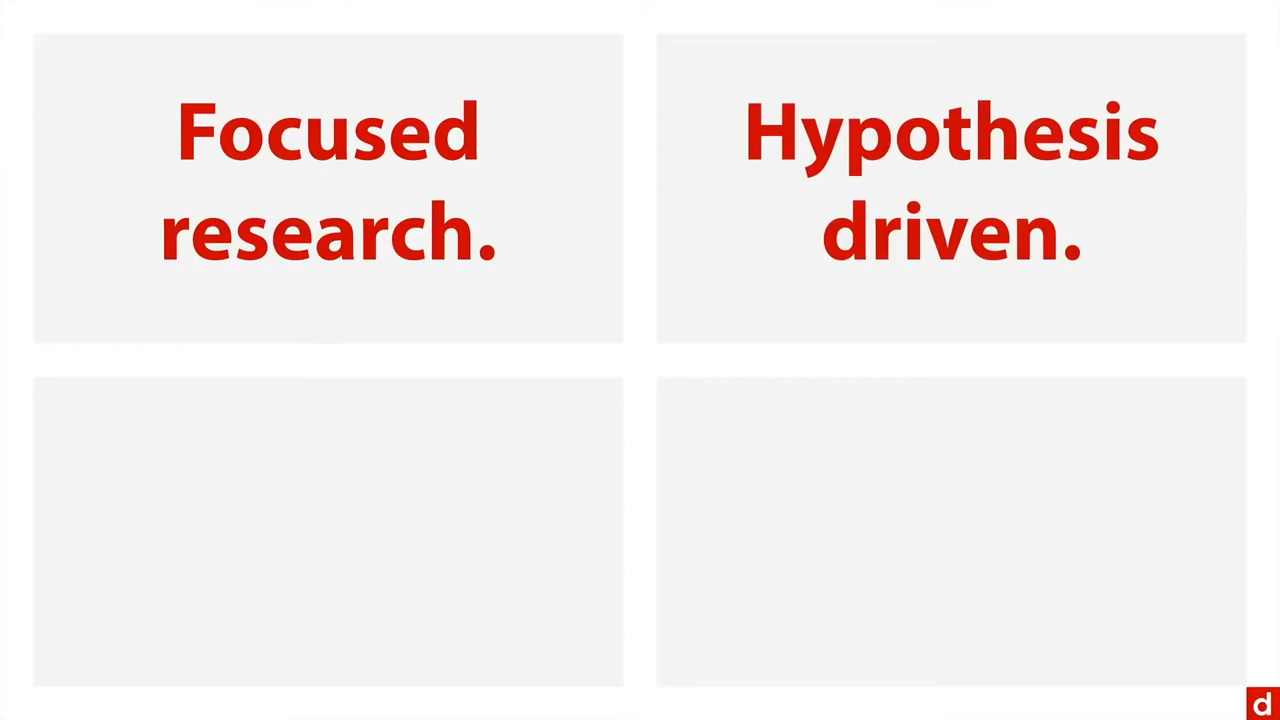 Focused
research.
Hypothesis
driven.
d